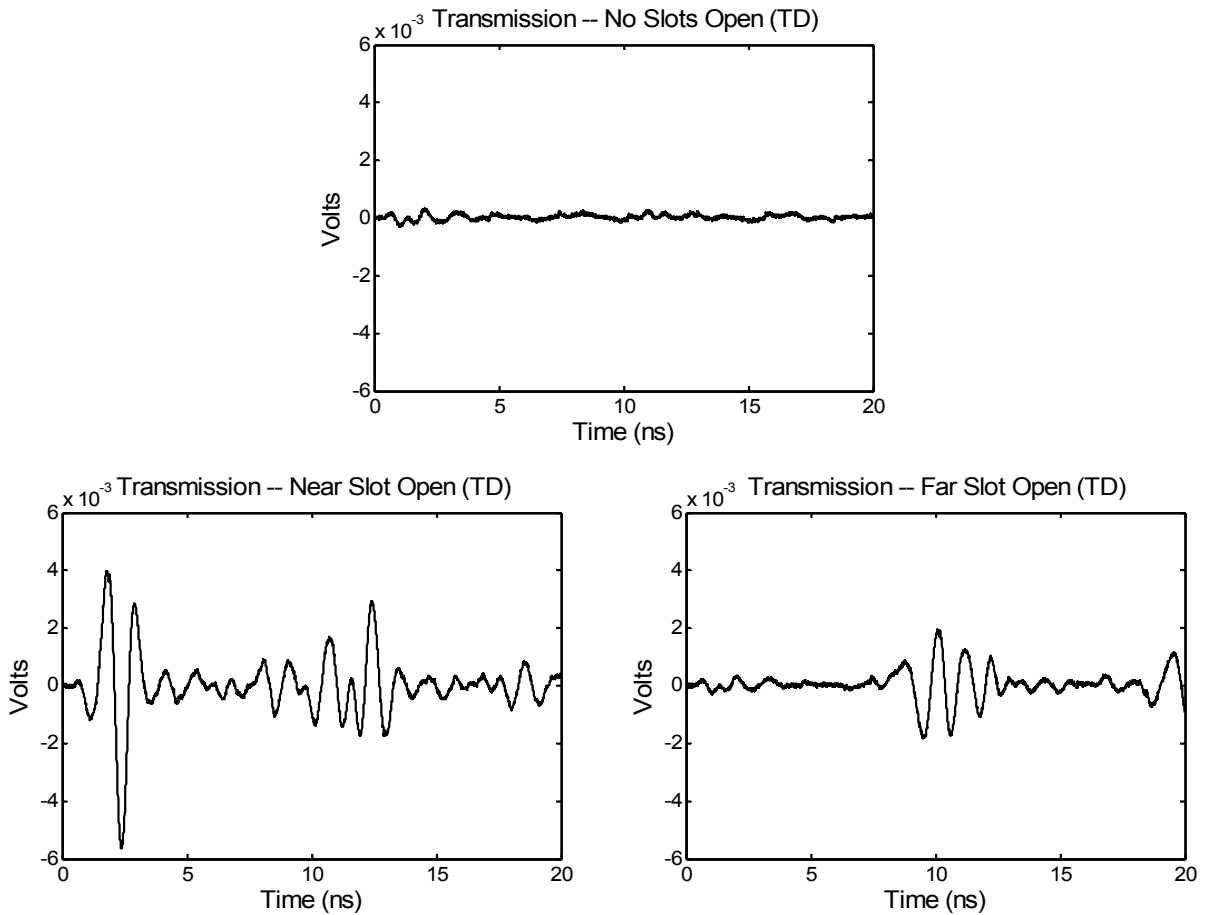 x 10-3 Transmission -- No Slots Open (TD)
6
4
2
0
-2
-4
-6
Volts
0 5 10 15 20
Time (ns)
x 10-3 Transmission -- Near Slot Open (TD)
6
4
2
0
-2
-4
-6
Volts
0 5 10 15 20
Time (ns)
x 10-3 Transmission -- Far Slot Open (TD)
6
4
2
0
-2
-4
-6
Volts
0 5 10 15 20
Time (ns)